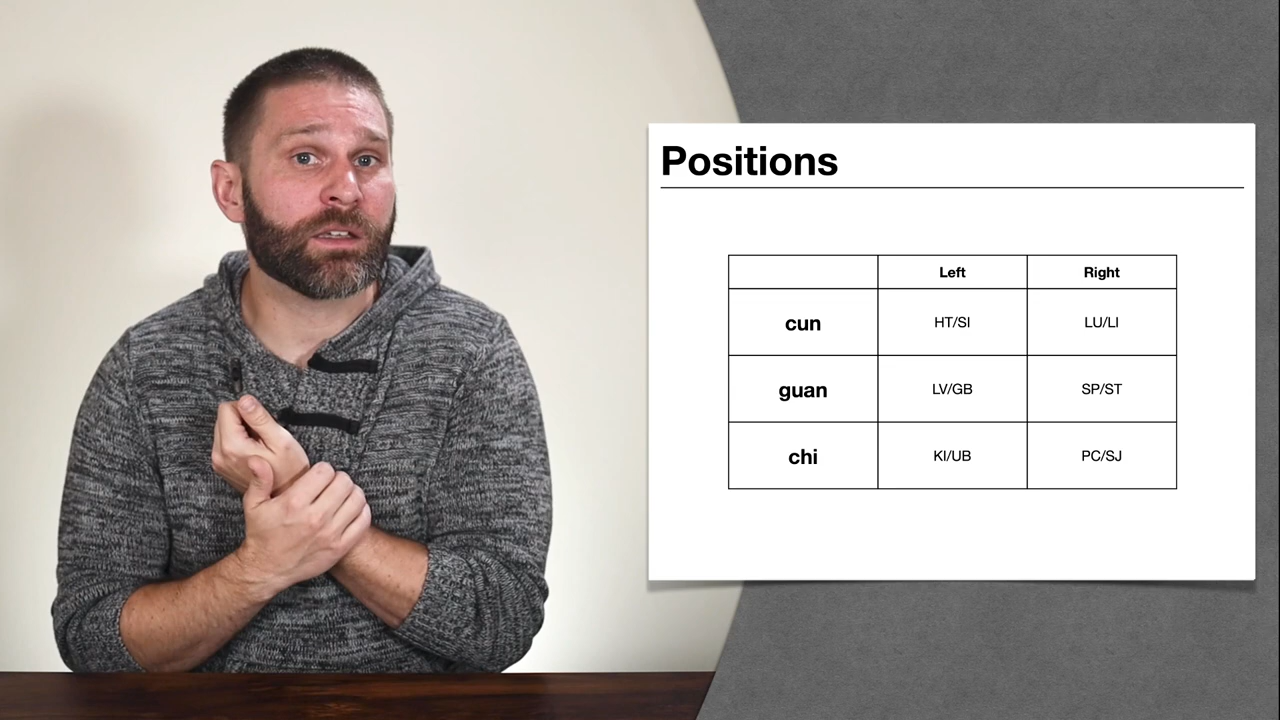 Positions
Left Right
cun HT/SI LU/LI
guan LV/GB SP/ST
chi KI/UB PC/SJ